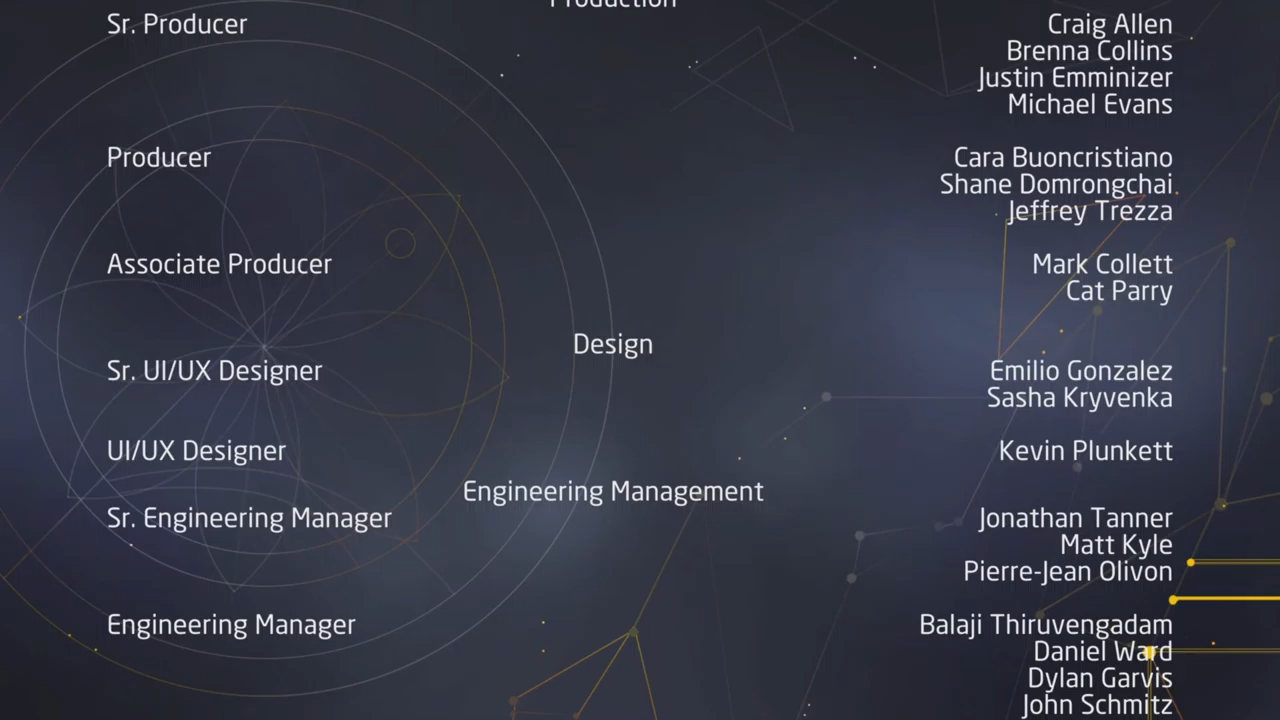 Production
Sr. Producer Craig Allen
Brenna Collins
Justin Emminizer
Michael Evans
Producer Cara Buoncristiano
Shane Domrongchai
Jeffrey Trezza
Associate Producer Mark Collett
Cat Parry
Design
Sr. UI/UX Designer Emilio Gonzalez
Sasha Kryvenka
UI/UX Designer Kevin Plunkett
Engineering Management
Sr. Engineering Manager Jonathan Tanner
Matt Kyle
Pierre-Jean Olivon
Engineering Manager Balaji Thiruvengadam
Daniel Ward
Dylan Garvis
John Schmitz